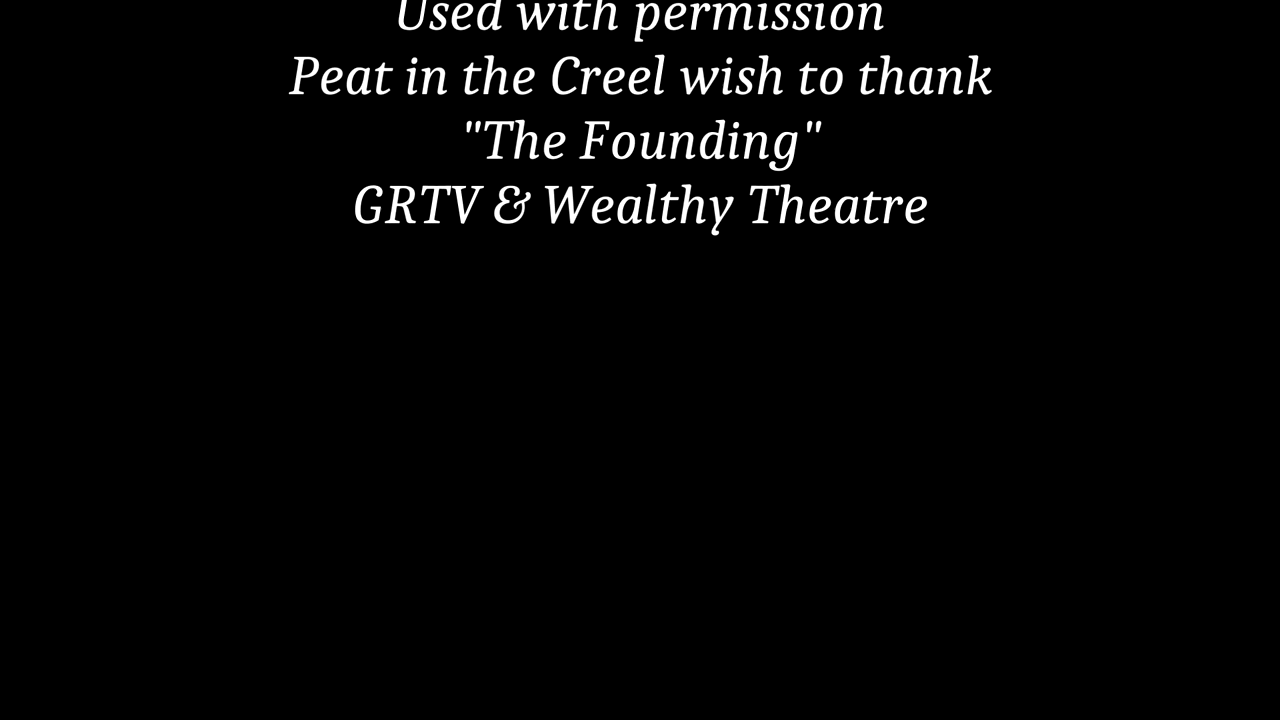 Used with permission
Peat in the Creel wish to thank
"The Founding"
GRTV & Wealthy Theatre